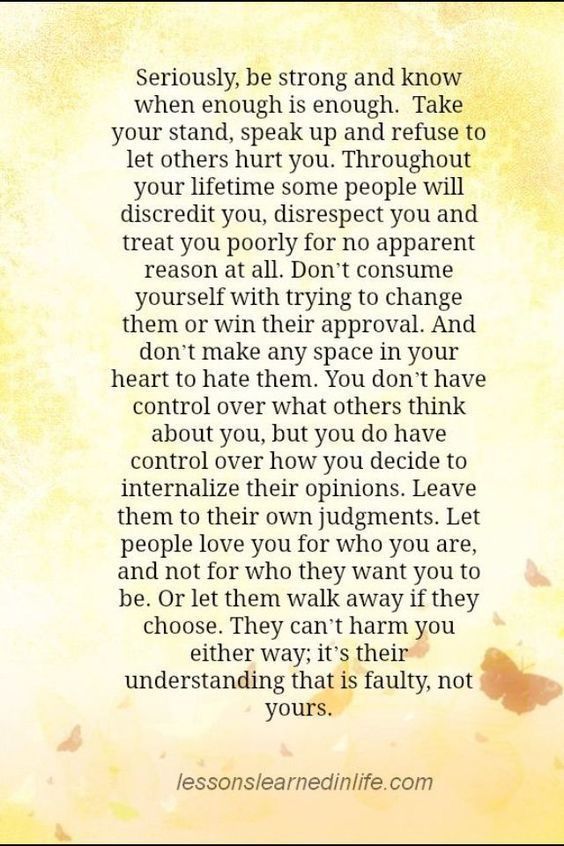 Seriously, be strong and know
when enough is enough.  Take
your stand, speak up and refuse to
let others hurt you. Throughout
your lifetime some people will
discredit you, disrespect you and
treat you poorly for no apparent
reason at all. Don't consume
yourself with trying to change
them or win their approval. And
don't make any space in your
heart to hate them. You don't have
control over what others think
about you, but you do have
control over how you decide to
internalize their opinions. Leave
them to their own judgments. Let
people love you for who you are,
and not for who they want you to
be. Or let them walk away if they
choose. They can't harm you
either way; it's their
understanding that is faulty, not
yours.
lessonslearnedinlife.com